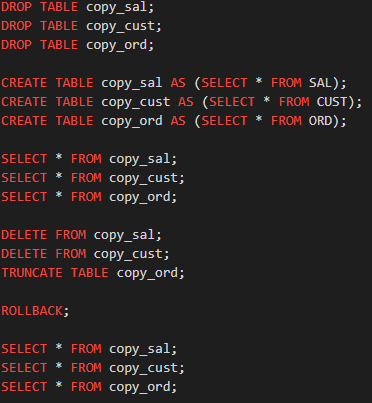 DROP TABLE copy_sal;
DROP TABLE copy_cust;
DROP TABLE copy_ord;
CREATE TABLE copy_sal AS (SELECT * FROM SAL);
CREATE TABLE copy_cust AS (SELECT * FROM CUST);
CREATE TABLE copy_ord AS (SELECT * FROM ORD);
SELECT * FROM copy_sal;
SELECT * FROM copy_cust;
SELECT * FROM copy_ord;
DELETE FROM copy_sal;
DELETE FROM copy_cust;
TRUNCATE TABLE copy_ord;
ROLLBACK;
SELECT * FROM copy_sal;
SELECT * FROM copy_cust;
SELECT * FROM copy_ord;